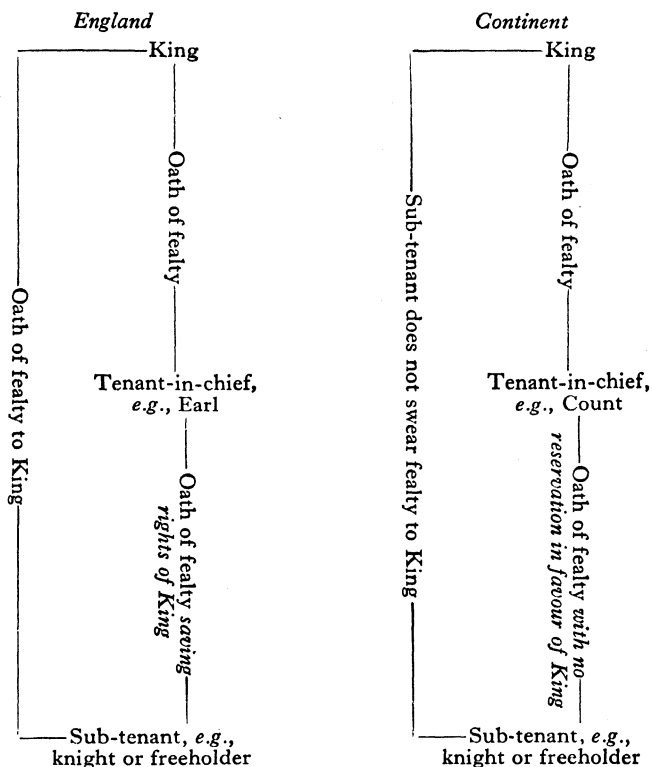 England
King
Oath of fealty
Oath of fealty to King
Tenant-in-chief,
e.g., Earl
Oath of fealty saving
rights of King
Sub-tenant, e.g.,
knight or freeholder
Continent
King
Oath of fealty
Sub-tenant does not swear fealty to King
Tenant-in-chief,
e.g., Count
Oath of fealty with no
reservation in favour of King
Sub-tenant, e.g.,
knight or freeholder